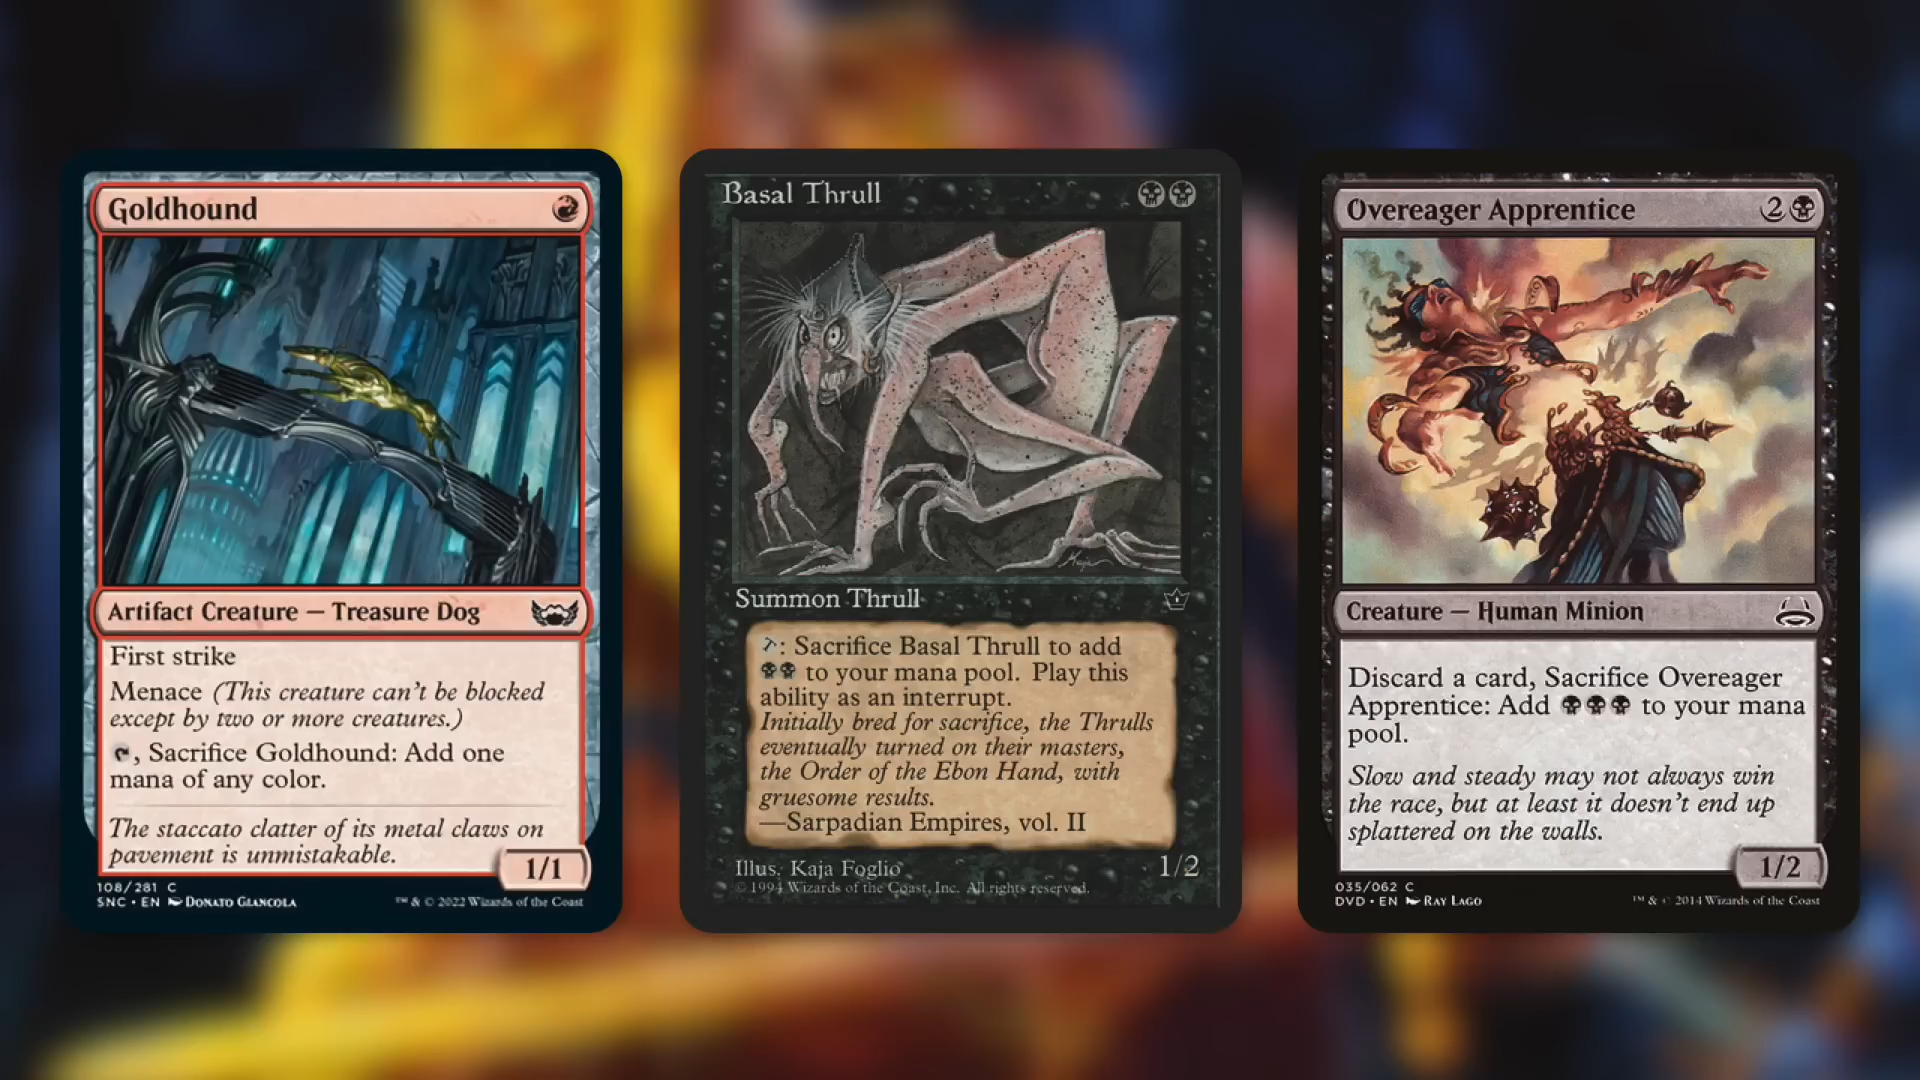 Goldhound
Artifact Creature — Treasure Dog
First strike
Menace (This creature can't be blocked
except by two or more creatures.)
, Sacrifice Goldhound: Add one
mana of any color.
The staccato clatter of its metal claws on
pavement is unmistakable.
1/1
108/281 C
SNC • EN Donato Giancola
™ & © 2022 Wizards of the Coast
Basal Thrull
Summon Thrull
: Sacrifice Basal Thrull to add
to your mana pool. Play this
ability as an interrupt.
Initially bred for sacrifice, the Thrulls
eventually turned on their masters,
the Order of the Ebon Hand, with
gruesome results.
—Sarpadian Empires, vol. II
Illus. Kaja Foglio
1/2
© 1994 Wizards of the Coast, Inc. All rights reserved.
Overeager Apprentice
2
Creature — Human Minion
Discard a card, Sacrifice Overeager
Apprentice: Add to your mana
pool.
Slow and steady may not always win
the race, but at least it doesn't end up
splattered on the walls.
1/2
035/062 C
DVD • EN Ray Lago
™ & © 2014 Wizards of the Coast